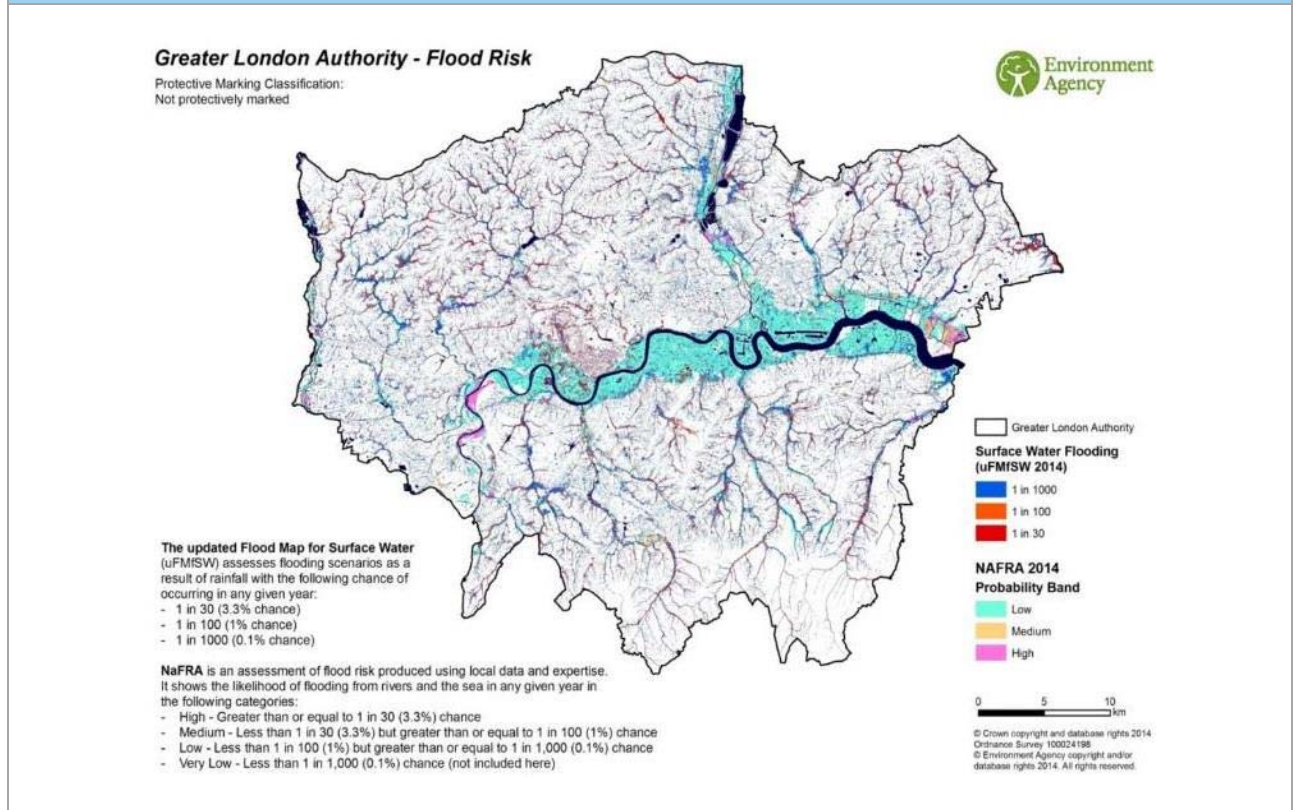 Greater London Authority - Flood Risk
Protective Marking Classification:
Not protectively marked
Environment
Agency
Greater London Authority
Surface Water Flooding
(uFMfSW 2014)
1 in 1000
1 in 100
1 in 30
NAFRA 2014
Probability Band
Low
Medium
High
The updated Flood Map for Surface Water
(uFMfSW) assesses flooding scenarios as a
result of rainfall with the following chance of
occurring in any given year:
- 1 in 30 (3.3% chance)
- 1 in 100 (1% chance)
- 1 in 1000 (0.1% chance)
NaFRA is an assessment of flood risk produced using local data and expertise.
It shows the likelihood of flooding from rivers and the sea in any given year in
the following categories:
- High - Greater than or equal to 1 in 30 (3.3%) chance
- Medium - Less than 1 in 30 (3.3%) but greater than or equal to 1 in 100 (1%) chance
- Low - Less than 1 in 100 (1%) but greater than or equal to 1 in 1,000 (0.1%) chance
- Very Low - Less than 1 in 1,000 (0.1%) chance (not included here)
0 5 10
km
© Crown copyright and database rights 2014
Ordnance Survey 100024198
© Environment Agency copyright and/or
database rights 2014. All rights reserved.